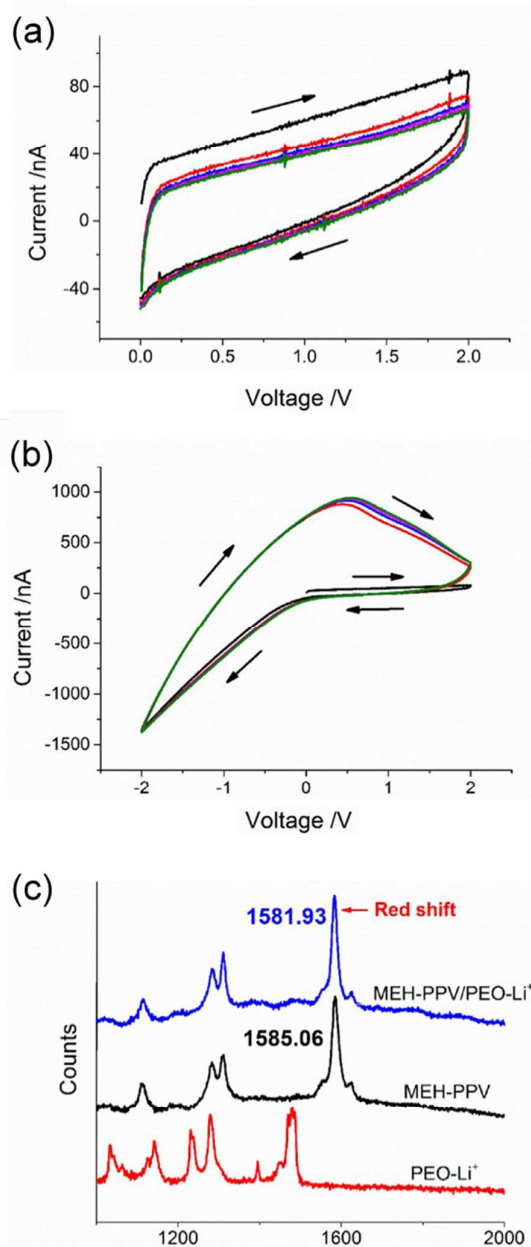 (a)
80
40
0
-40
Current /nA
0.0 0.5 1.0 1.5 2.0
Voltage /V
(b)
1000
500
0
-500
-1000
-1500
Current /nA
-2 -1 0 1 2
Voltage /V
(c)
1581.93 Red shift
MEH-PPV/PEO-Li⁺
1585.06
MEH-PPV
PEO-Li⁺
Counts
1200 1600 2000